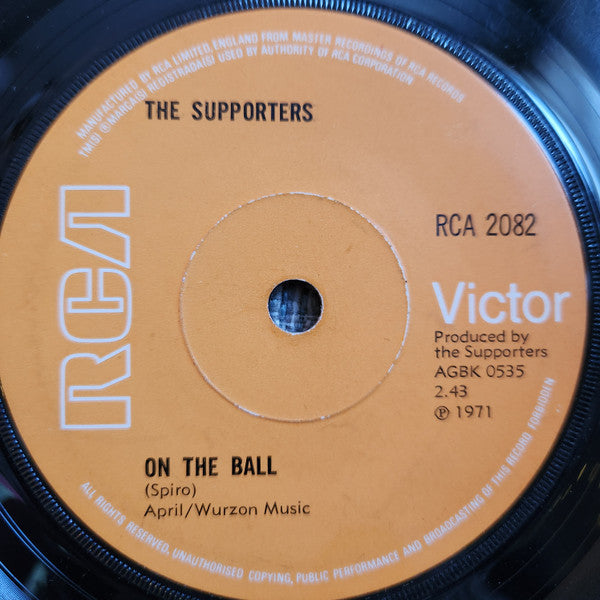 MANUFACTURED BY RCA LIMITED, ENGLAND FROM MASTER RECORDINGS OF RCA RECORDS
TM(S) ® MARCA(S) REGISTRADA(S) USED BY AUTHORITY OF RCA CORPORATION
THE SUPPORTERS
RCA
RCA 2082
Victor
Produced by
the Supporters
AGBK 0535
2.43
℗ 1971
ON THE BALL
(Spiro)
April/Wurzon Music
ALL RIGHTS RESERVED. UNAUTHORISED COPYING, PUBLIC PERFORMANCE AND BROADCASTING OF THIS RECORD FORBIDDEN